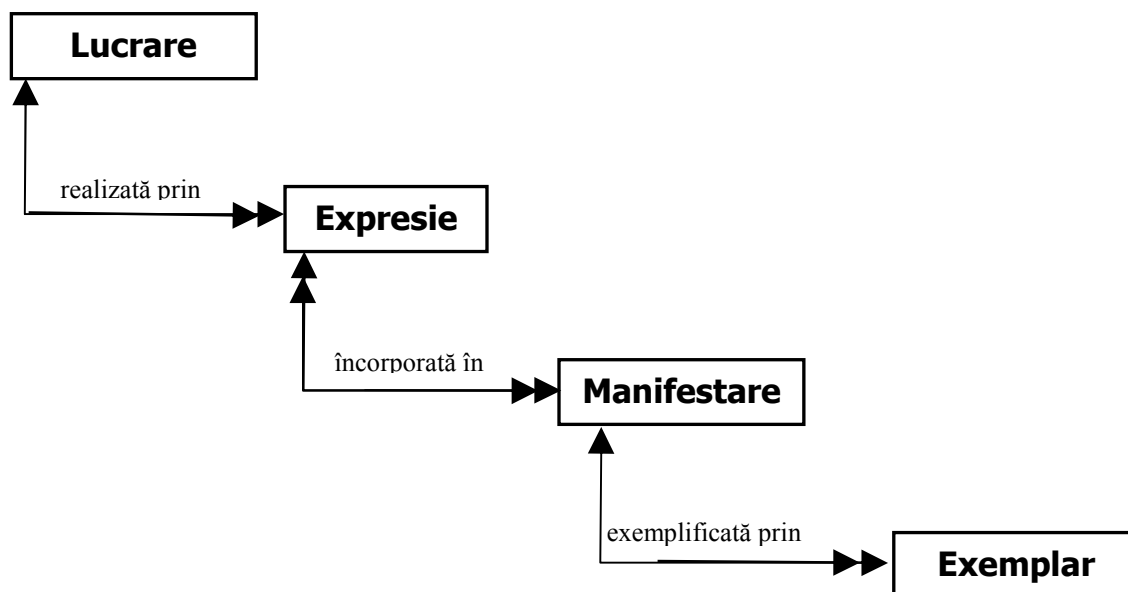 Lucrare
realizată prin
Expresie
încorporată în
Manifestare
exemplificată prin
Exemplar